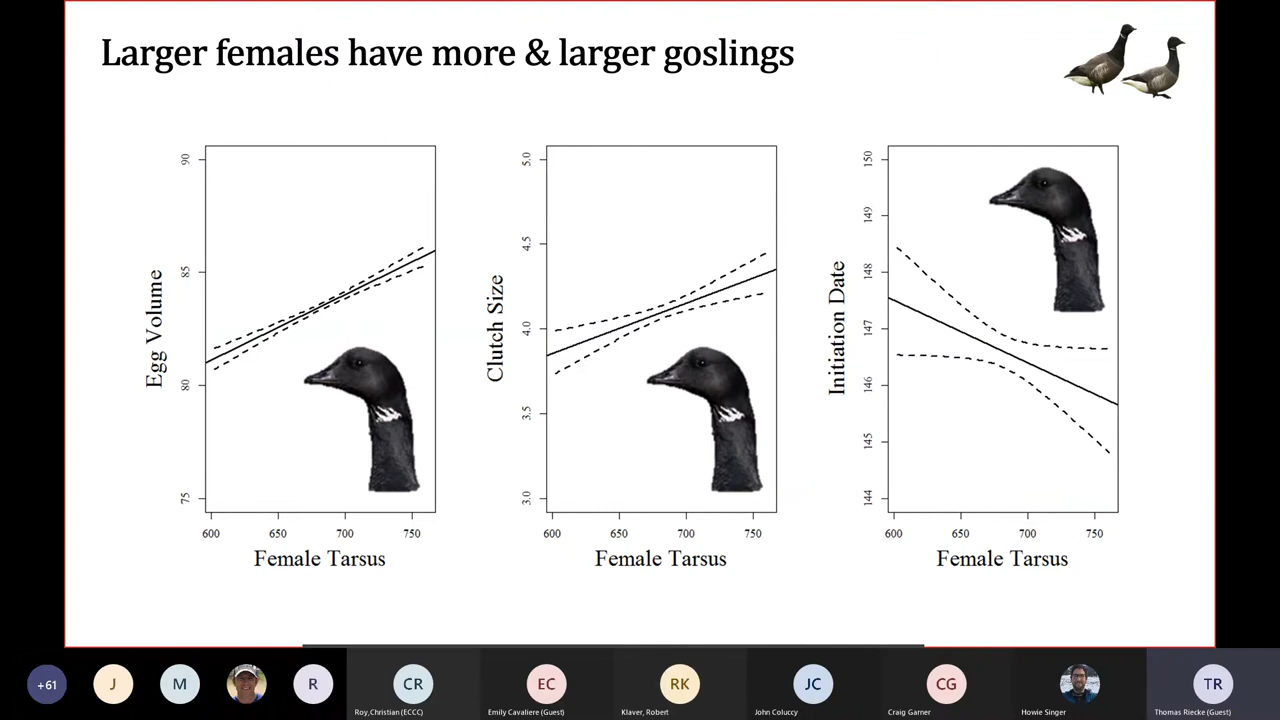 Larger females have more & larger goslings
Egg Volume
90
85
80
75
600 650 700 750
Female Tarsus
Clutch Size
5.0
4.5
4.0
3.5
3.0
600 650 700 750
Female Tarsus
Initiation Date
150
149
148
147
146
145
144
600 650 700 750
Female Tarsus
+61
J
M
R
CR
Roy,Christian (ECCC)
EC
Emily Cavaliere (Guest)
RK
Klaver, Robert
JC
John Coluccy
CG
Craig Garner
Howie Singer
TR
Thomas Riecke (Guest)